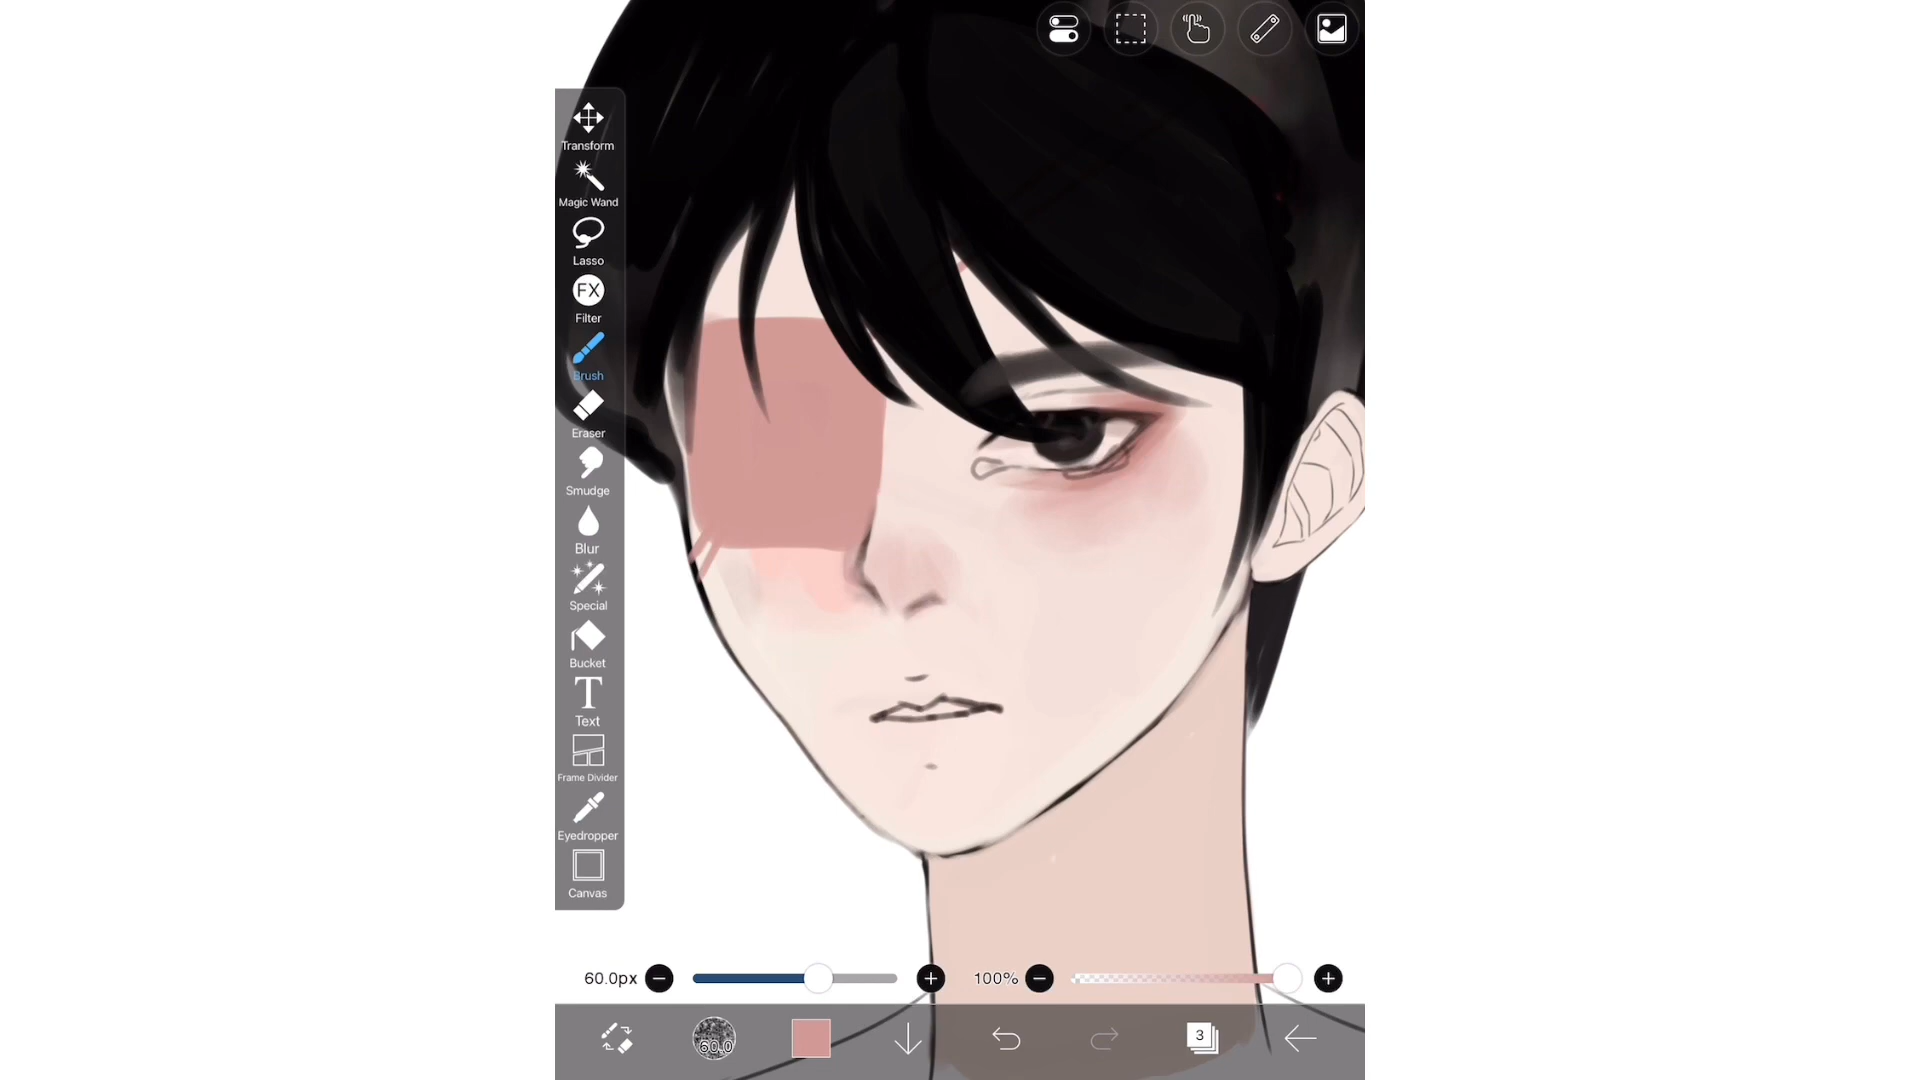 Transform
Magic Wand
Lasso
FX
Filter
Brush
Eraser
Smudge
Blur
Special
Bucket
T
Text
Frame Divider
Eyedropper
Canvas
60.0px
100%
60.0
3